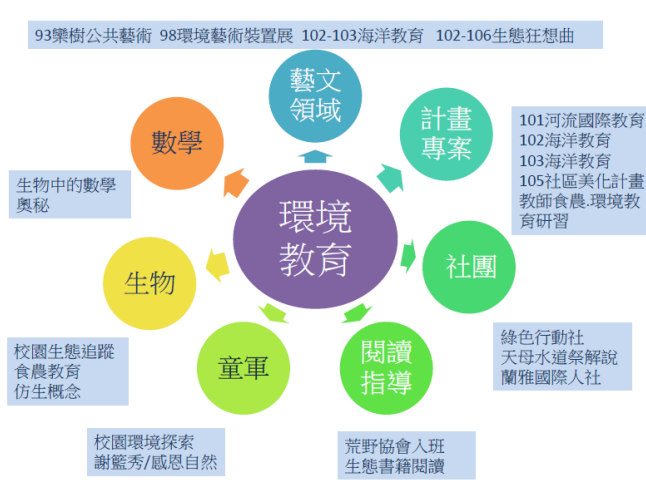 93欒樹公共藝術 98環境藝術裝置展 102-103海洋教育 102-106生態狂想曲
藝文
領域
計畫
專案
101河流國際教育
102海洋教育
103海洋教育
105社區美化計畫
教師食農.環境教
育研習
數學
生物中的數學
奧秘
環境
教育
社團
綠色行動社
天母水道祭解說
蘭雅國際人社
生物
校園生態追蹤
食農教育
仿生概念
童軍
校園環境探索
謝籃秀/感恩自然
閱讀
指導
荒野協會入班
生態書籍閱讀